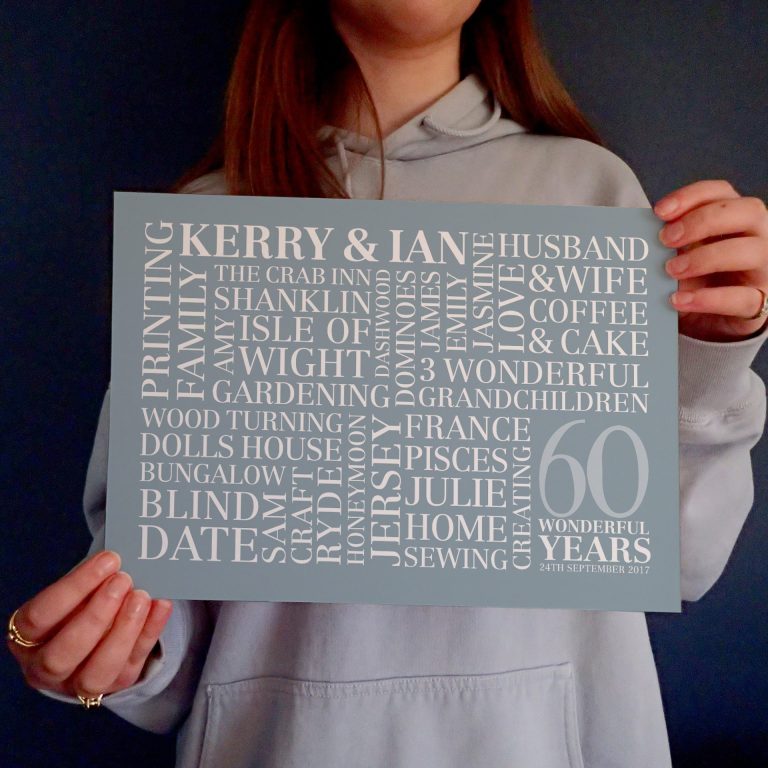 PRINTING
KERRY & IAN
FAMILY
THE CRAB INN
SHANKLIN
AMY
ISLE OF
WIGHT
GARDENING
DASHWOOD
DOMINOES
JAMES
EMILY
JASMINE
LOVE
HUSBAND
&WIFE
COFFEE
& CAKE
3 WONDERFUL
GRANDCHILDREN
WOOD TURNING
DOLLS HOUSE
BUNGALOW
BLIND
DATE
SAM
CRAFT
RYDE
HONEYMOON
JERSEY
FRANCE
PISCES
JULIE
HOME
SEWING
CREATING
60
WONDERFUL
YEARS
24TH SEPTEMBER 2017